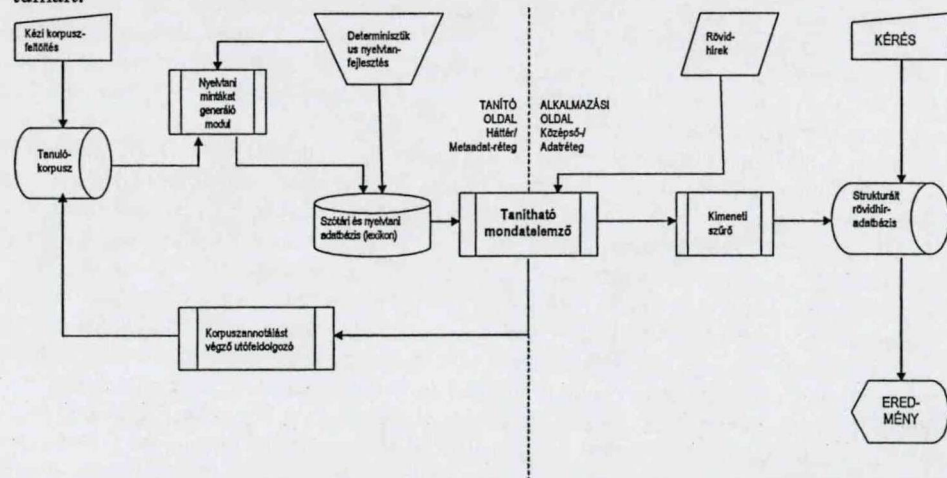 Kézi korpusz-
feltöltés
Determinisztik
us nyelvtan-
fejlesztés
Rövid-
hírek
KÉRÉS
Nyelvtani
mintákat
generáló
modul
TANÍTÓ
OLDAL
Háttér/
Metaadat-réteg
ALKALMAZÁSI
OLDAL
Középső-/
Adatréteg
Tanuló-
korpusz
Szótári és nyelvtani
adatbázis (lexikon)
Tanítható
mondatelemző
Kimeneti
szűrő
Strukturált
rövidhír-
adatbázis
Korpuszannotálást
végző utófeldolgozó
ERED-
MÉNY